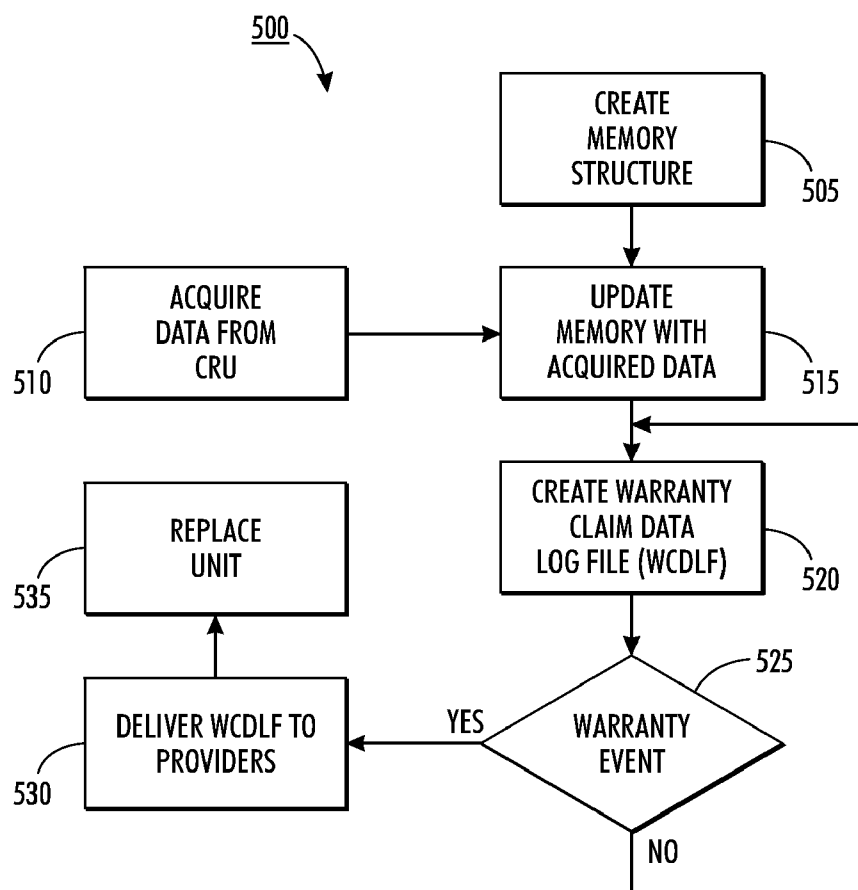 500
CREATE
MEMORY
STRUCTURE
505
ACQUIRE
DATA FROM
CRU
510
UPDATE
MEMORY WITH
ACQUIRED DATA
515
CREATE WARRANTY
CLAIM DATA
LOG FILE (WCDLF)
520
REPLACE
UNIT
535
525
WARRANTY
EVENT
YES
DELIVER WCDLF TO
PROVIDERS
530
NO